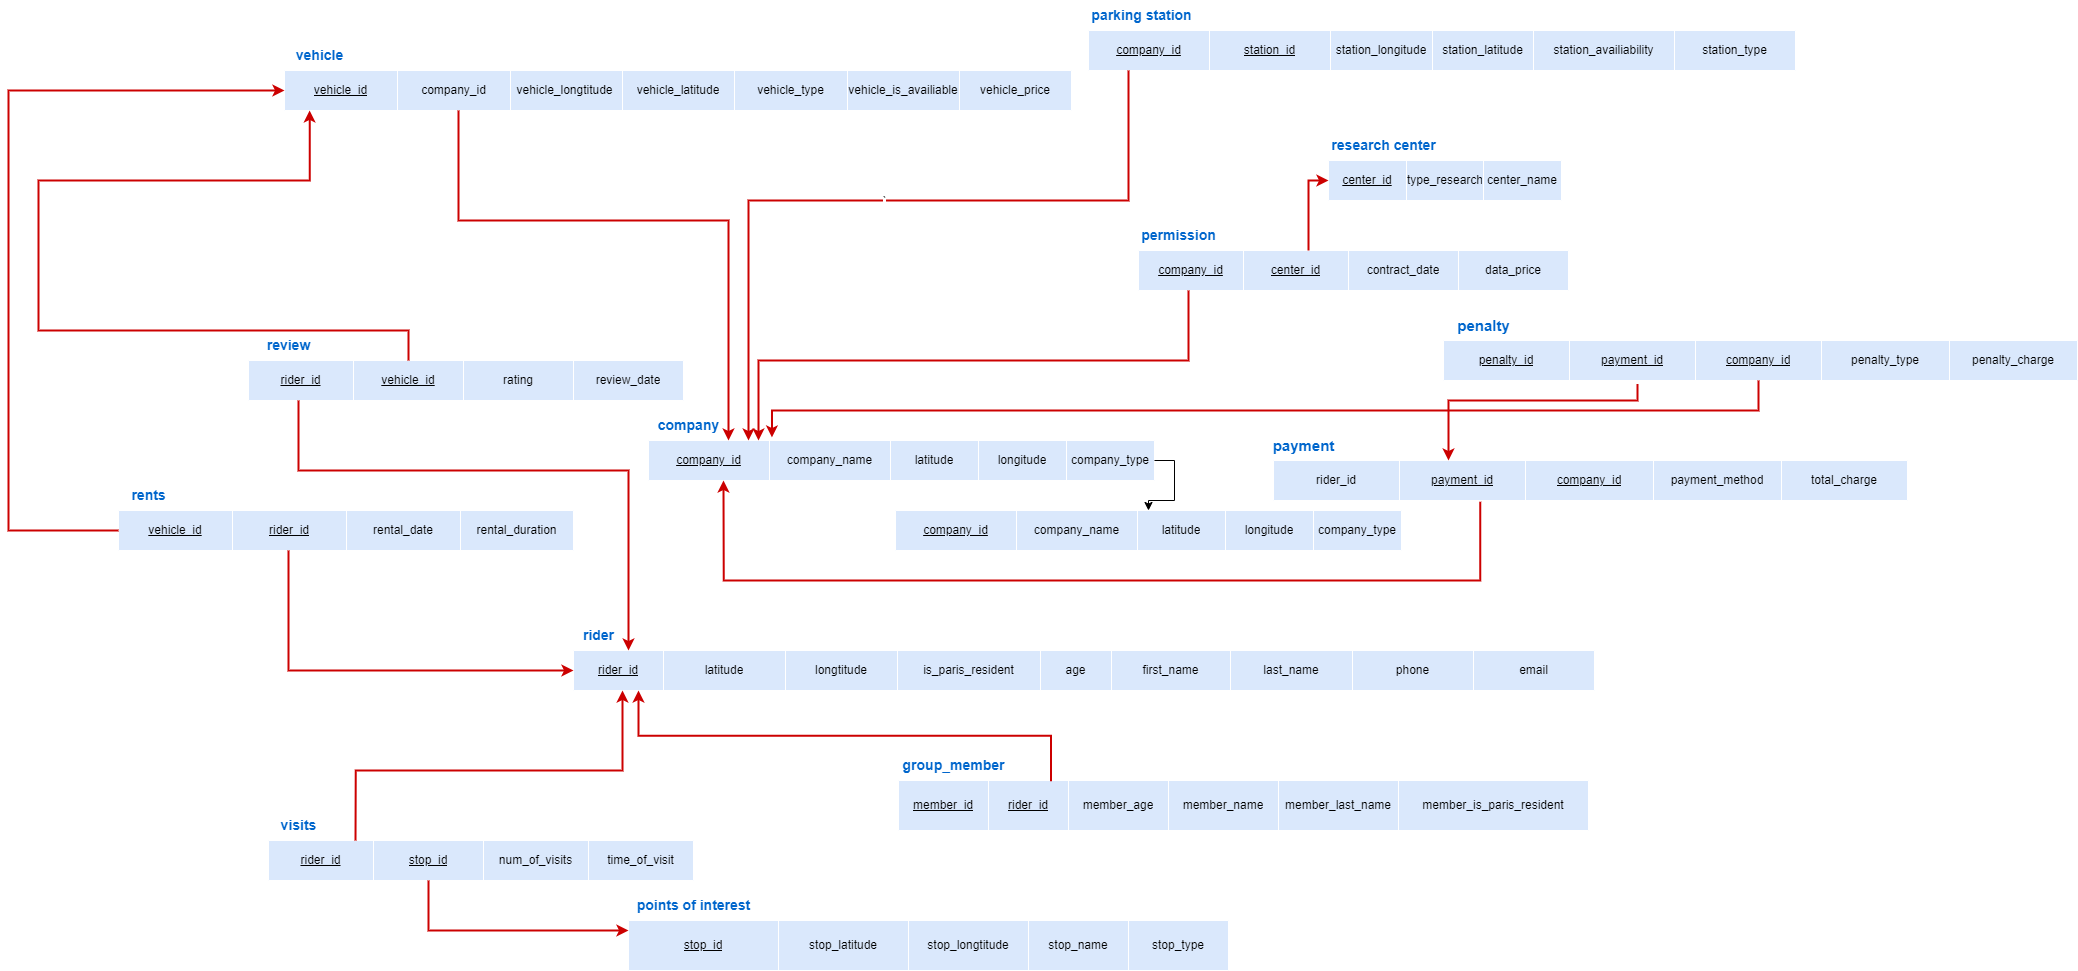 parking station
company_id station_id station_longitude station_latitude station_availiability station_type
vehicle
vehicle_id company_id vehicle_longtitude vehicle_latitude vehicle_type vehicle_is_availiable vehicle_price
research center
center_id type_research center_name
permission
company_id center_id contract_date data_price
penalty
penalty_id payment_id company_id penalty_type penalty_charge
review
rider_id vehicle_id rating review_date
company
company_id company_name latitude longitude company_type
payment
rider_id payment_id company_id payment_method total_charge
rents
vehicle_id rider_id rental_date rental_duration
company_id company_name latitude longitude company_type
rider
rider_id latitude longtitude is_paris_resident age first_name last_name phone email
group_member
member_id rider_id member_age member_name member_last_name member_is_paris_resident
visits
rider_id stop_id num_of_visits time_of_visit
points of interest
stop_id stop_latitude stop_longtitude stop_name stop_type